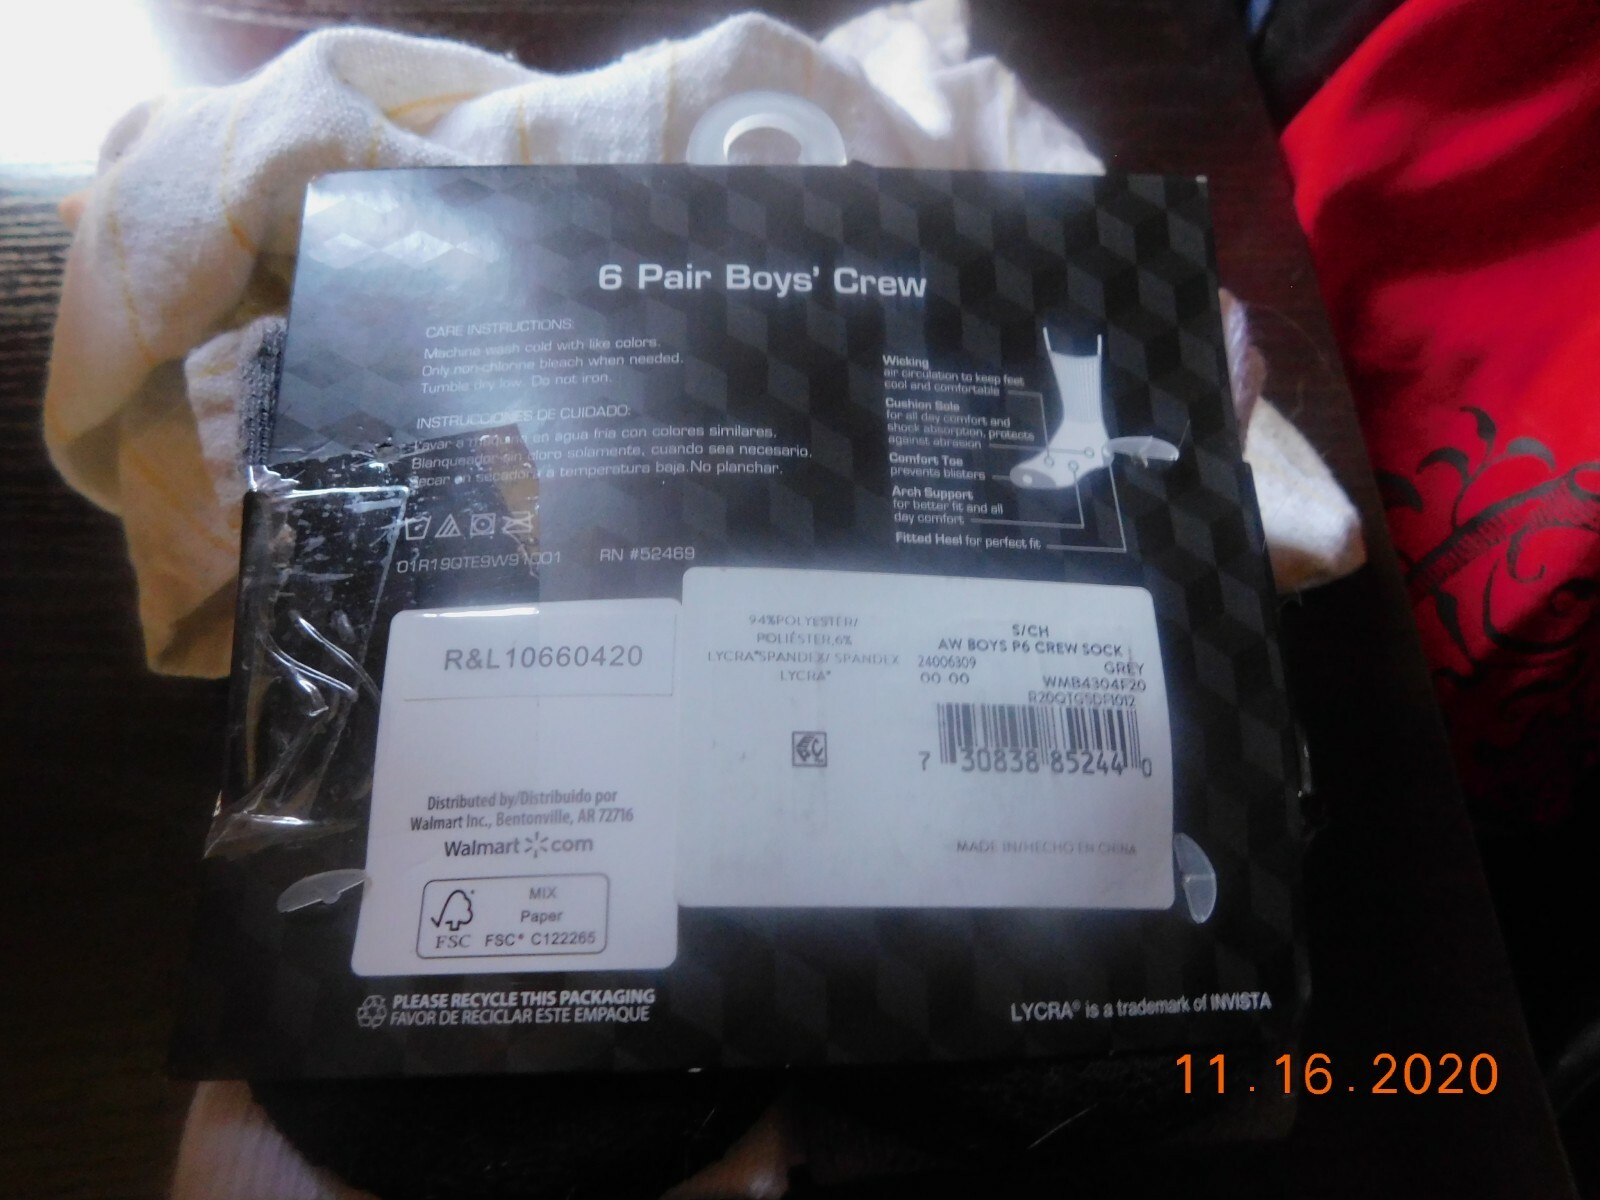 6 Pair Boys' Crew
CARE INSTRUCTIONS:
Machine wash cold with like colors.
Only non-chlorine bleach when needed.
Tumble dry low. Do not iron.
INSTRUCCIONES DE CUIDADO:
Lavar a máquina en agua fria con colores similares.
Blanqueador sin cloro solamente, cuando sea necesario.
Secar en secadora a temperatura baja. No planchar.
RN #52469
Wicking
air circulation to keep feet
cool and comfortable
Cushion Sole
for all day comfort and
shock absorption, protects
against abrasion
Comfort Toe
prevents blisters
Arch Support
for better fit and all
day comfort
Fitted Heel for perfect fit
R&L10660420
Distributed by/Distribuido por
Walmart Inc., Bentonville, AR 72716
Walmart com
MIX
Paper
FSC FSC® C122265
94%POLYESTER/
POLIÉSTER,6%
LYCRA®SPANDEX/ SPANDEX
LYCRA®
S/CH
AW BOYS P6 CREW SOCK
24006309 GREY
00 00 WMB4304F20
7 30838 85244 0
MADE IN/HECHO EN CHINA
PLEASE RECYCLE THIS PACKAGING
FAVOR DE RECICLAR ESTE EMPAQUE
LYCRA® is a trademark of INVISTA
11.16.2020